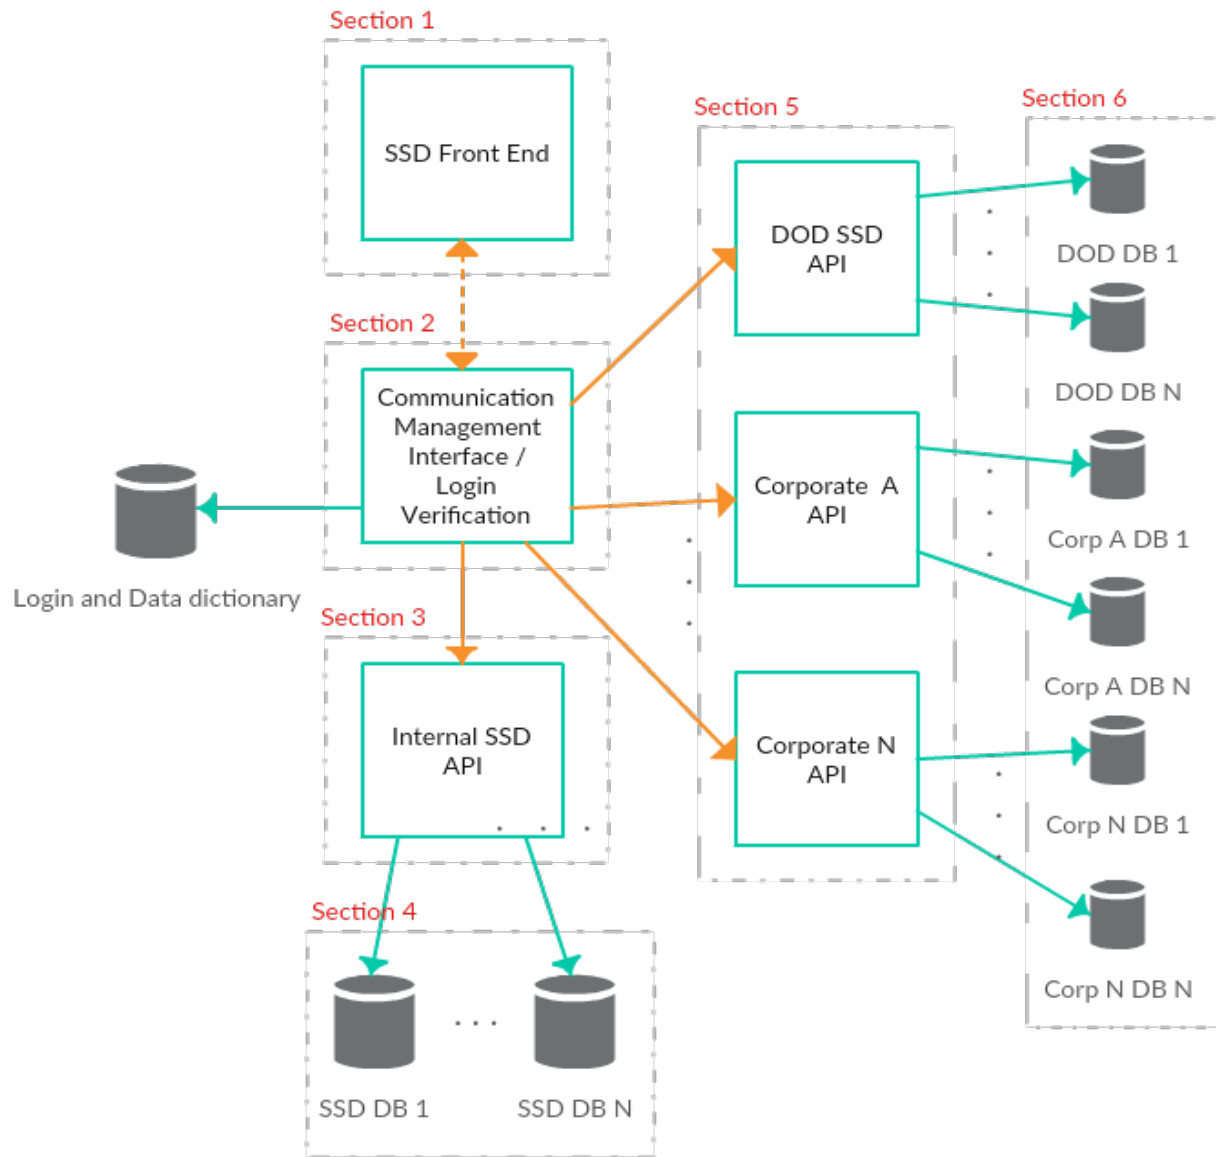 Section 1
SSD Front End
Section 2
Communication
Management
Interface /
Login
Verification
Login and Data dictionary
Section 3
Internal SSD
API
Section 4
SSD DB 1
SSD DB N
Section 5
DOD SSD
API
Corporate A
API
Corporate N
API
Section 6
DOD DB 1
DOD DB N
Corp A DB 1
Corp A DB N
Corp N DB 1
Corp N DB N